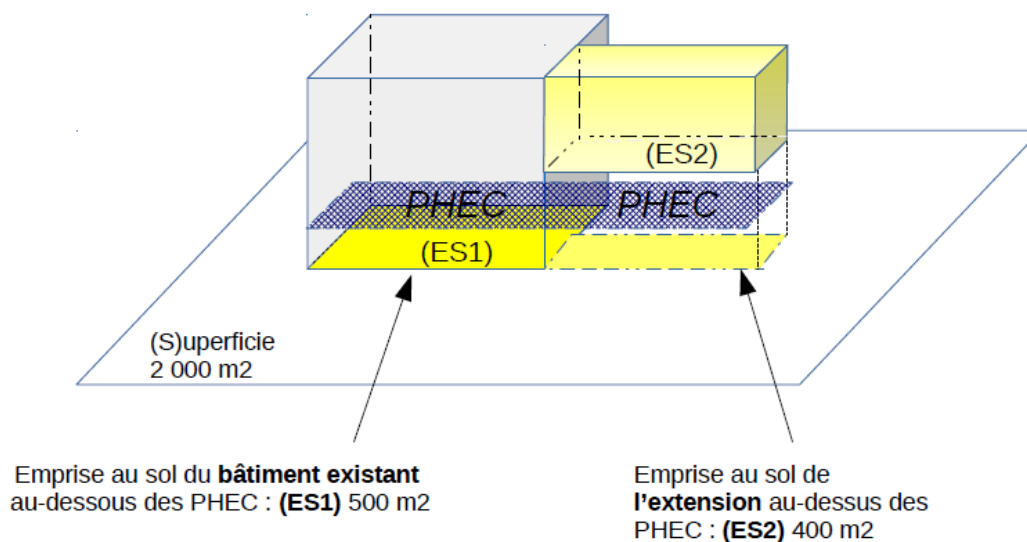 (ES2)
PHEC
PHEC
(ES1)
(S)uperficie
2 000 m2
Emprise au sol du bâtiment existant
au-dessous des PHEC : (ES1) 500 m2
Emprise au sol de
l'extension au-dessus des
PHEC : (ES2) 400 m2